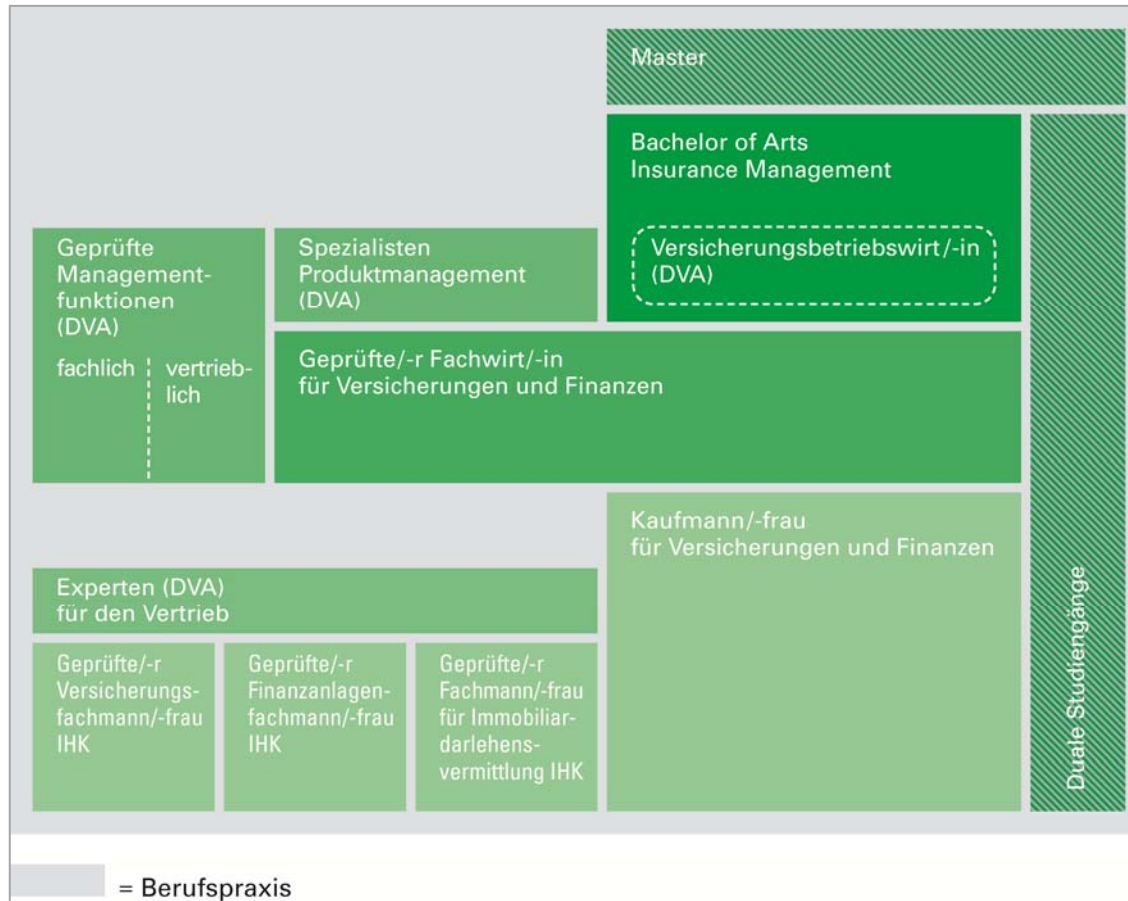 Master
Bachelor of Arts
Insurance Management
Versicherungsbetriebswirt/-in
(DVA)
Geprüfte
Management-
funktionen
(DVA)
fachlich
vertrieb-
lich
Spezialisten
Produktmanagement
(DVA)
Geprüfte/-r Fachwirt/-in
für Versicherungen und Finanzen
Kaufmann/-frau
für Versicherungen und Finanzen
Experten (DVA)
für den Vertrieb
Geprüfte/-r
Versicherungs-
fachmann/-frau
IHK
Geprüfte/-r
Finanzanlagen-
fachmann/-frau
IHK
Geprüfte/-r
Fachmann/-frau
für Immobiliar-
darlehens-
vermittlung IHK
Duale Studiengänge
= Berufspraxis